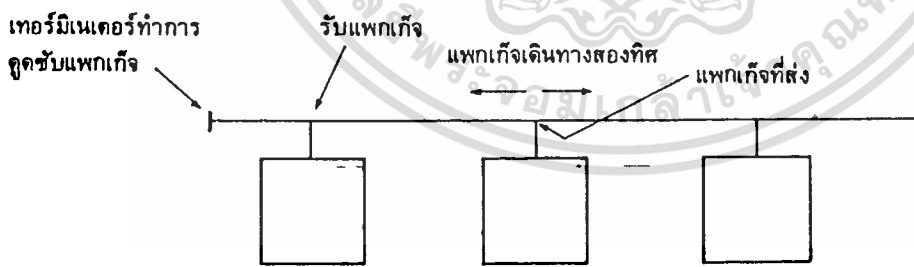 เทอร์มิเนเตอร์ทำการ
ดูดซับแพกเก็จ
รับแพกเก็จ
แพกเก็จเดินทางสองทิศ
แพกเก็จที่ส่ง